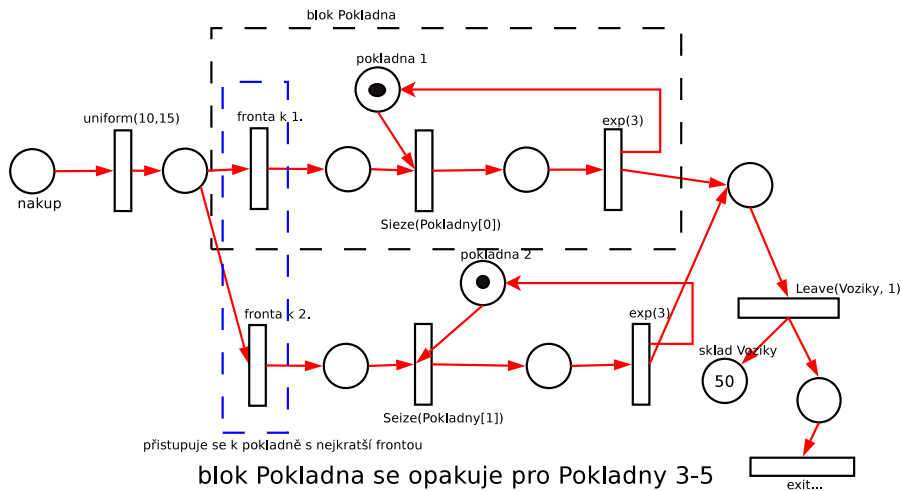 blok Pokladna
pokladna 1
uniform(10,15)
fronta k 1.
exp(3)
nakup
Sieze(Pokladny[0])
pokladna 2
Leave(Voziky, 1)
fronta k 2.
exp(3)
sklad Voziky
50
Seize(Pokladny[1])
přistupuje se k pokladně s nejkratší frontou
blok Pokladna se opakuje pro Pokladny 3-5
exit...